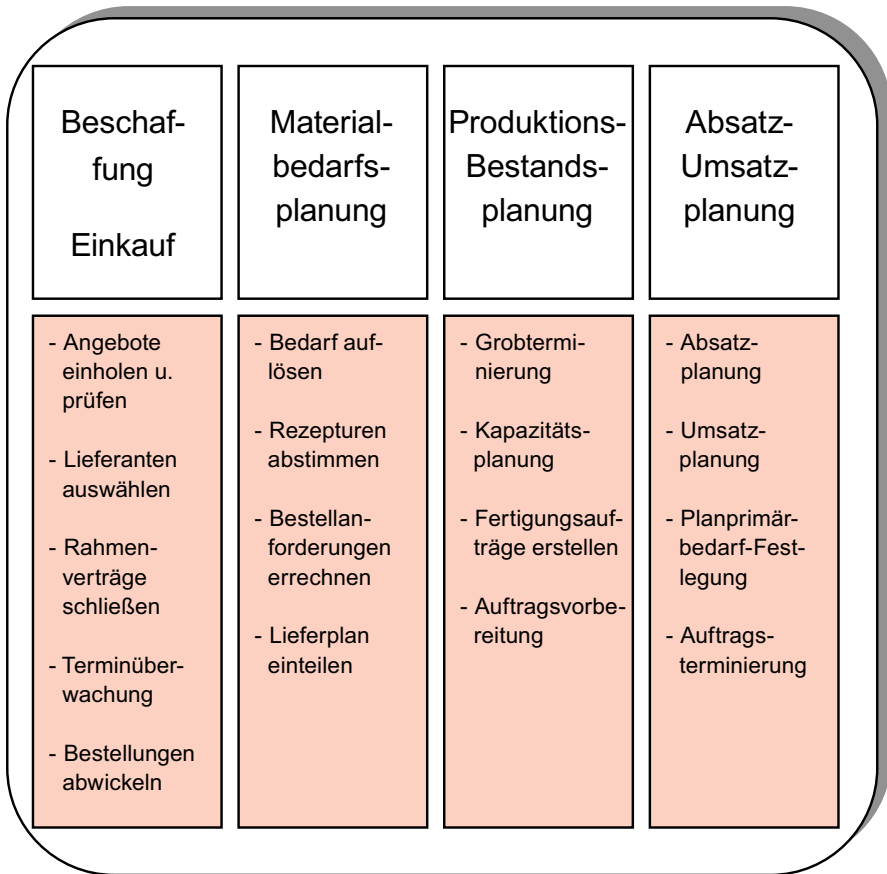 Beschaf-
fung
Einkauf
Material-
bedarfs-
planung
Produktions-
Bestands-
planung
Absatz-
Umsatz-
planung
- Angebote
einholen u.
prüfen
- Lieferanten
auswählen
- Rahmen-
verträge
schließen
- Terminüber-
wachung
- Bestellungen
abwickeln
- Bedarf auf-
lösen
- Rezepturen
abstimmen
- Bestellan-
forderungen
errechnen
- Lieferplan
einteilen
- Grobtermi-
nierung
- Kapazitäts-
planung
- Fertigungsauf-
träge erstellen
- Auftragsvorbe-
reitung
- Absatz-
planung
- Umsatz-
planung
- Planprimär-
bedarf-Fest-
legung
- Auftrags-
terminierung